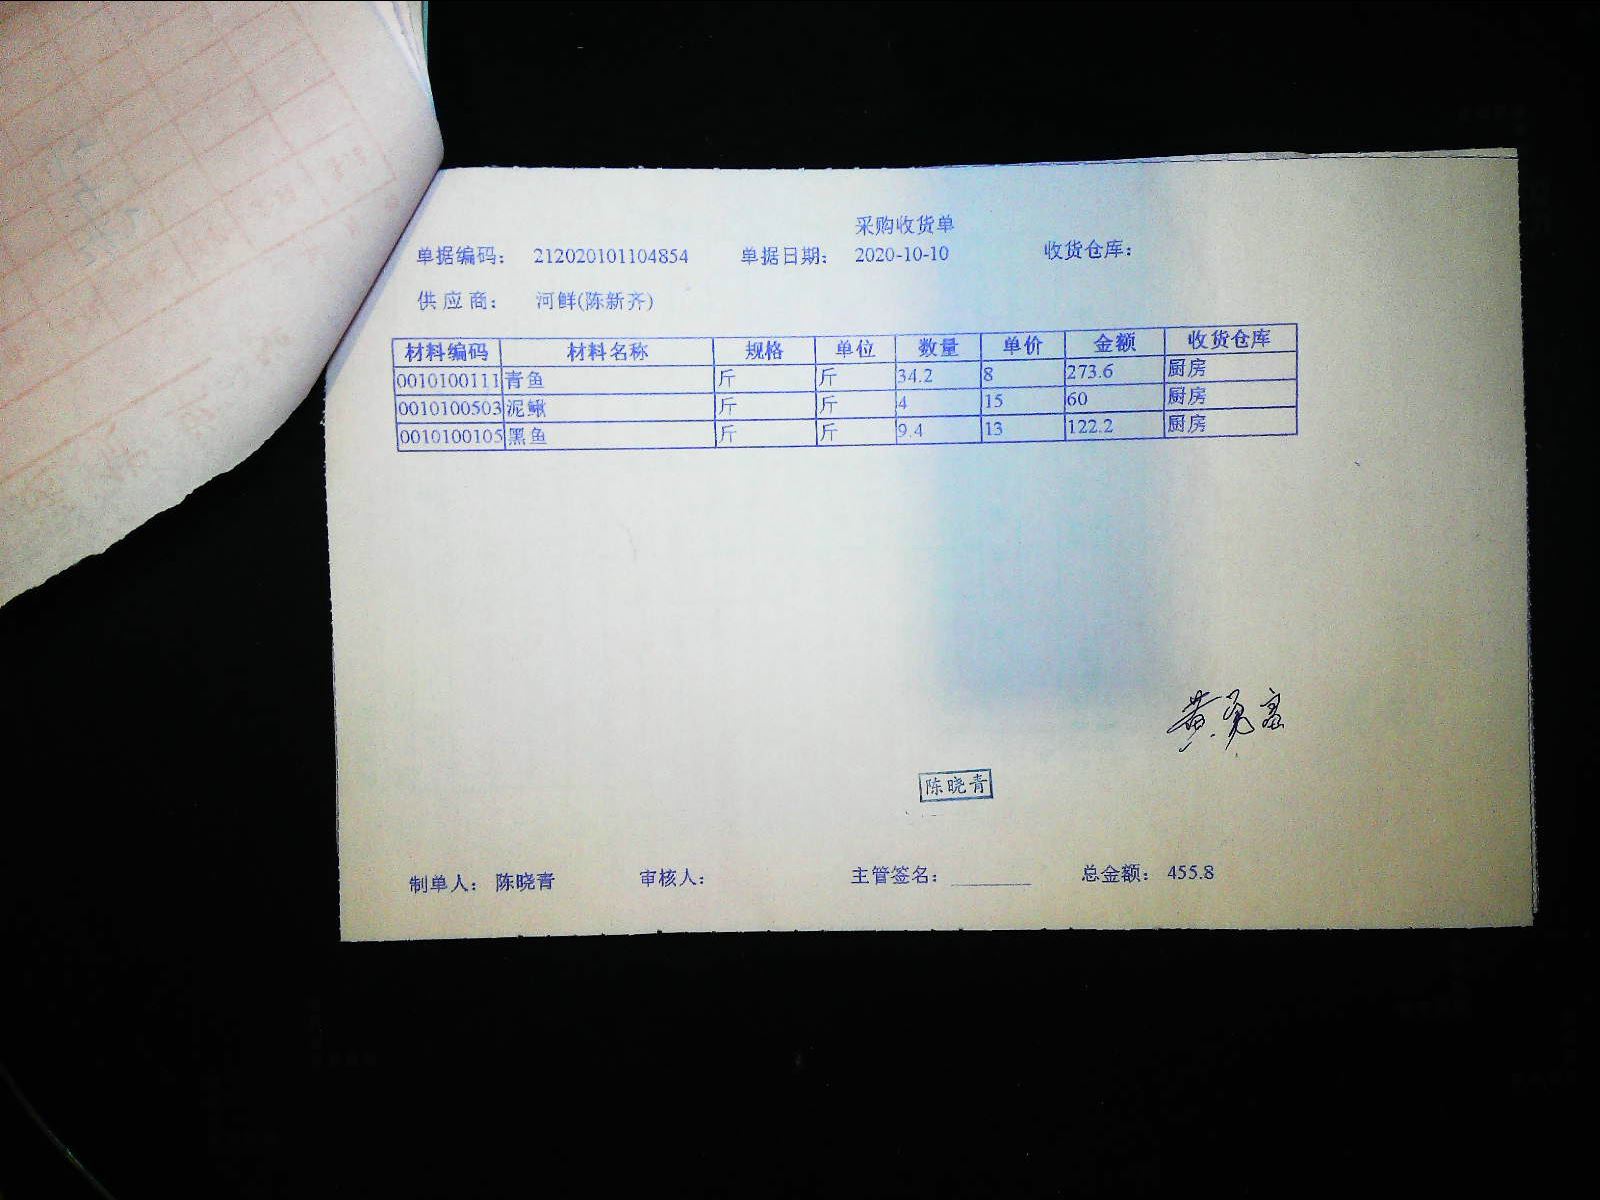 采购收货单
单据编码： 212020101104854 单据日期： 2020-10-10 收货仓库：
供应商： 河鲜(陈新齐)
材料编码 材料名称 规格 单位 数量 单价 金额 收货仓库
0010100111 青鱼 斤 斤 34.2 8 273.6 厨房
0010100503 泥鳅 斤 斤 4 15 60 厨房
0010100105 黑鱼 斤 斤 9.4 13 122.2 厨房
陈晓青
制单人： 陈晓青 审核人： 主管签名： 总金额： 455.8